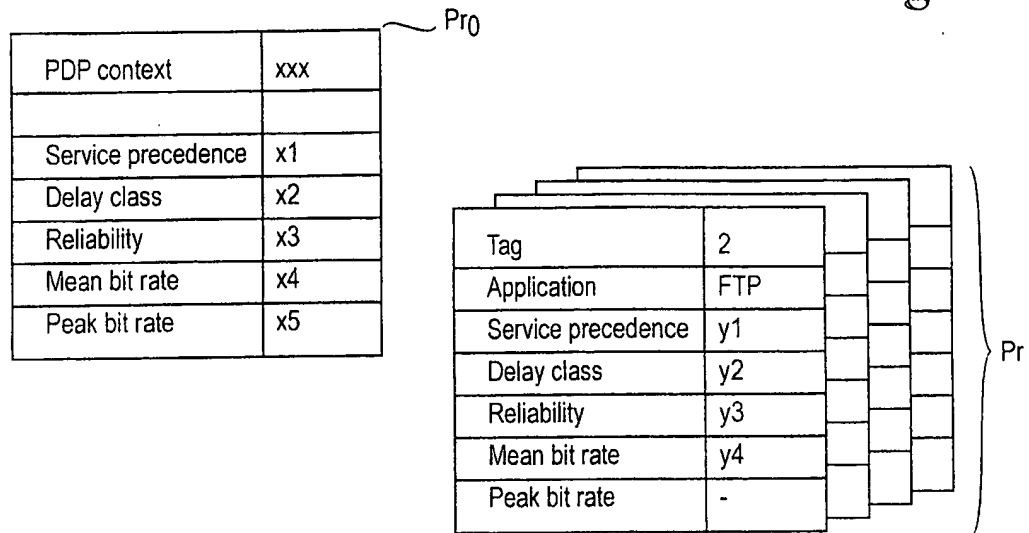 Pr0
PDP context xxx
Service precedence x1
Delay class x2
Reliability x3
Mean bit rate x4
Peak bit rate x5
Tag 2
Application FTP
Service precedence y1
Delay class y2
Reliability y3
Mean bit rate y4
Peak bit rate -
Pr